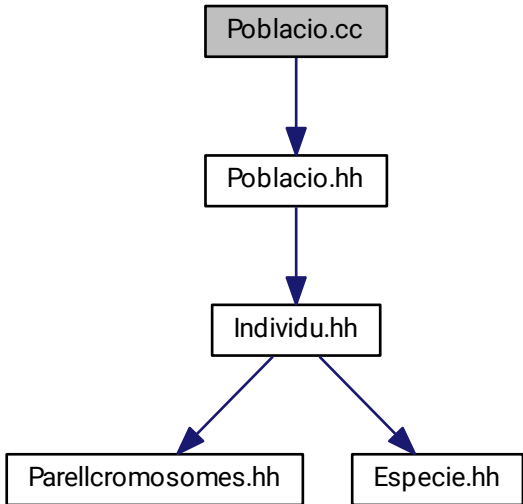 Poblacio.cc
Poblacio.hh
Individu.hh
Parellcromosomes.hh
Especie.hh